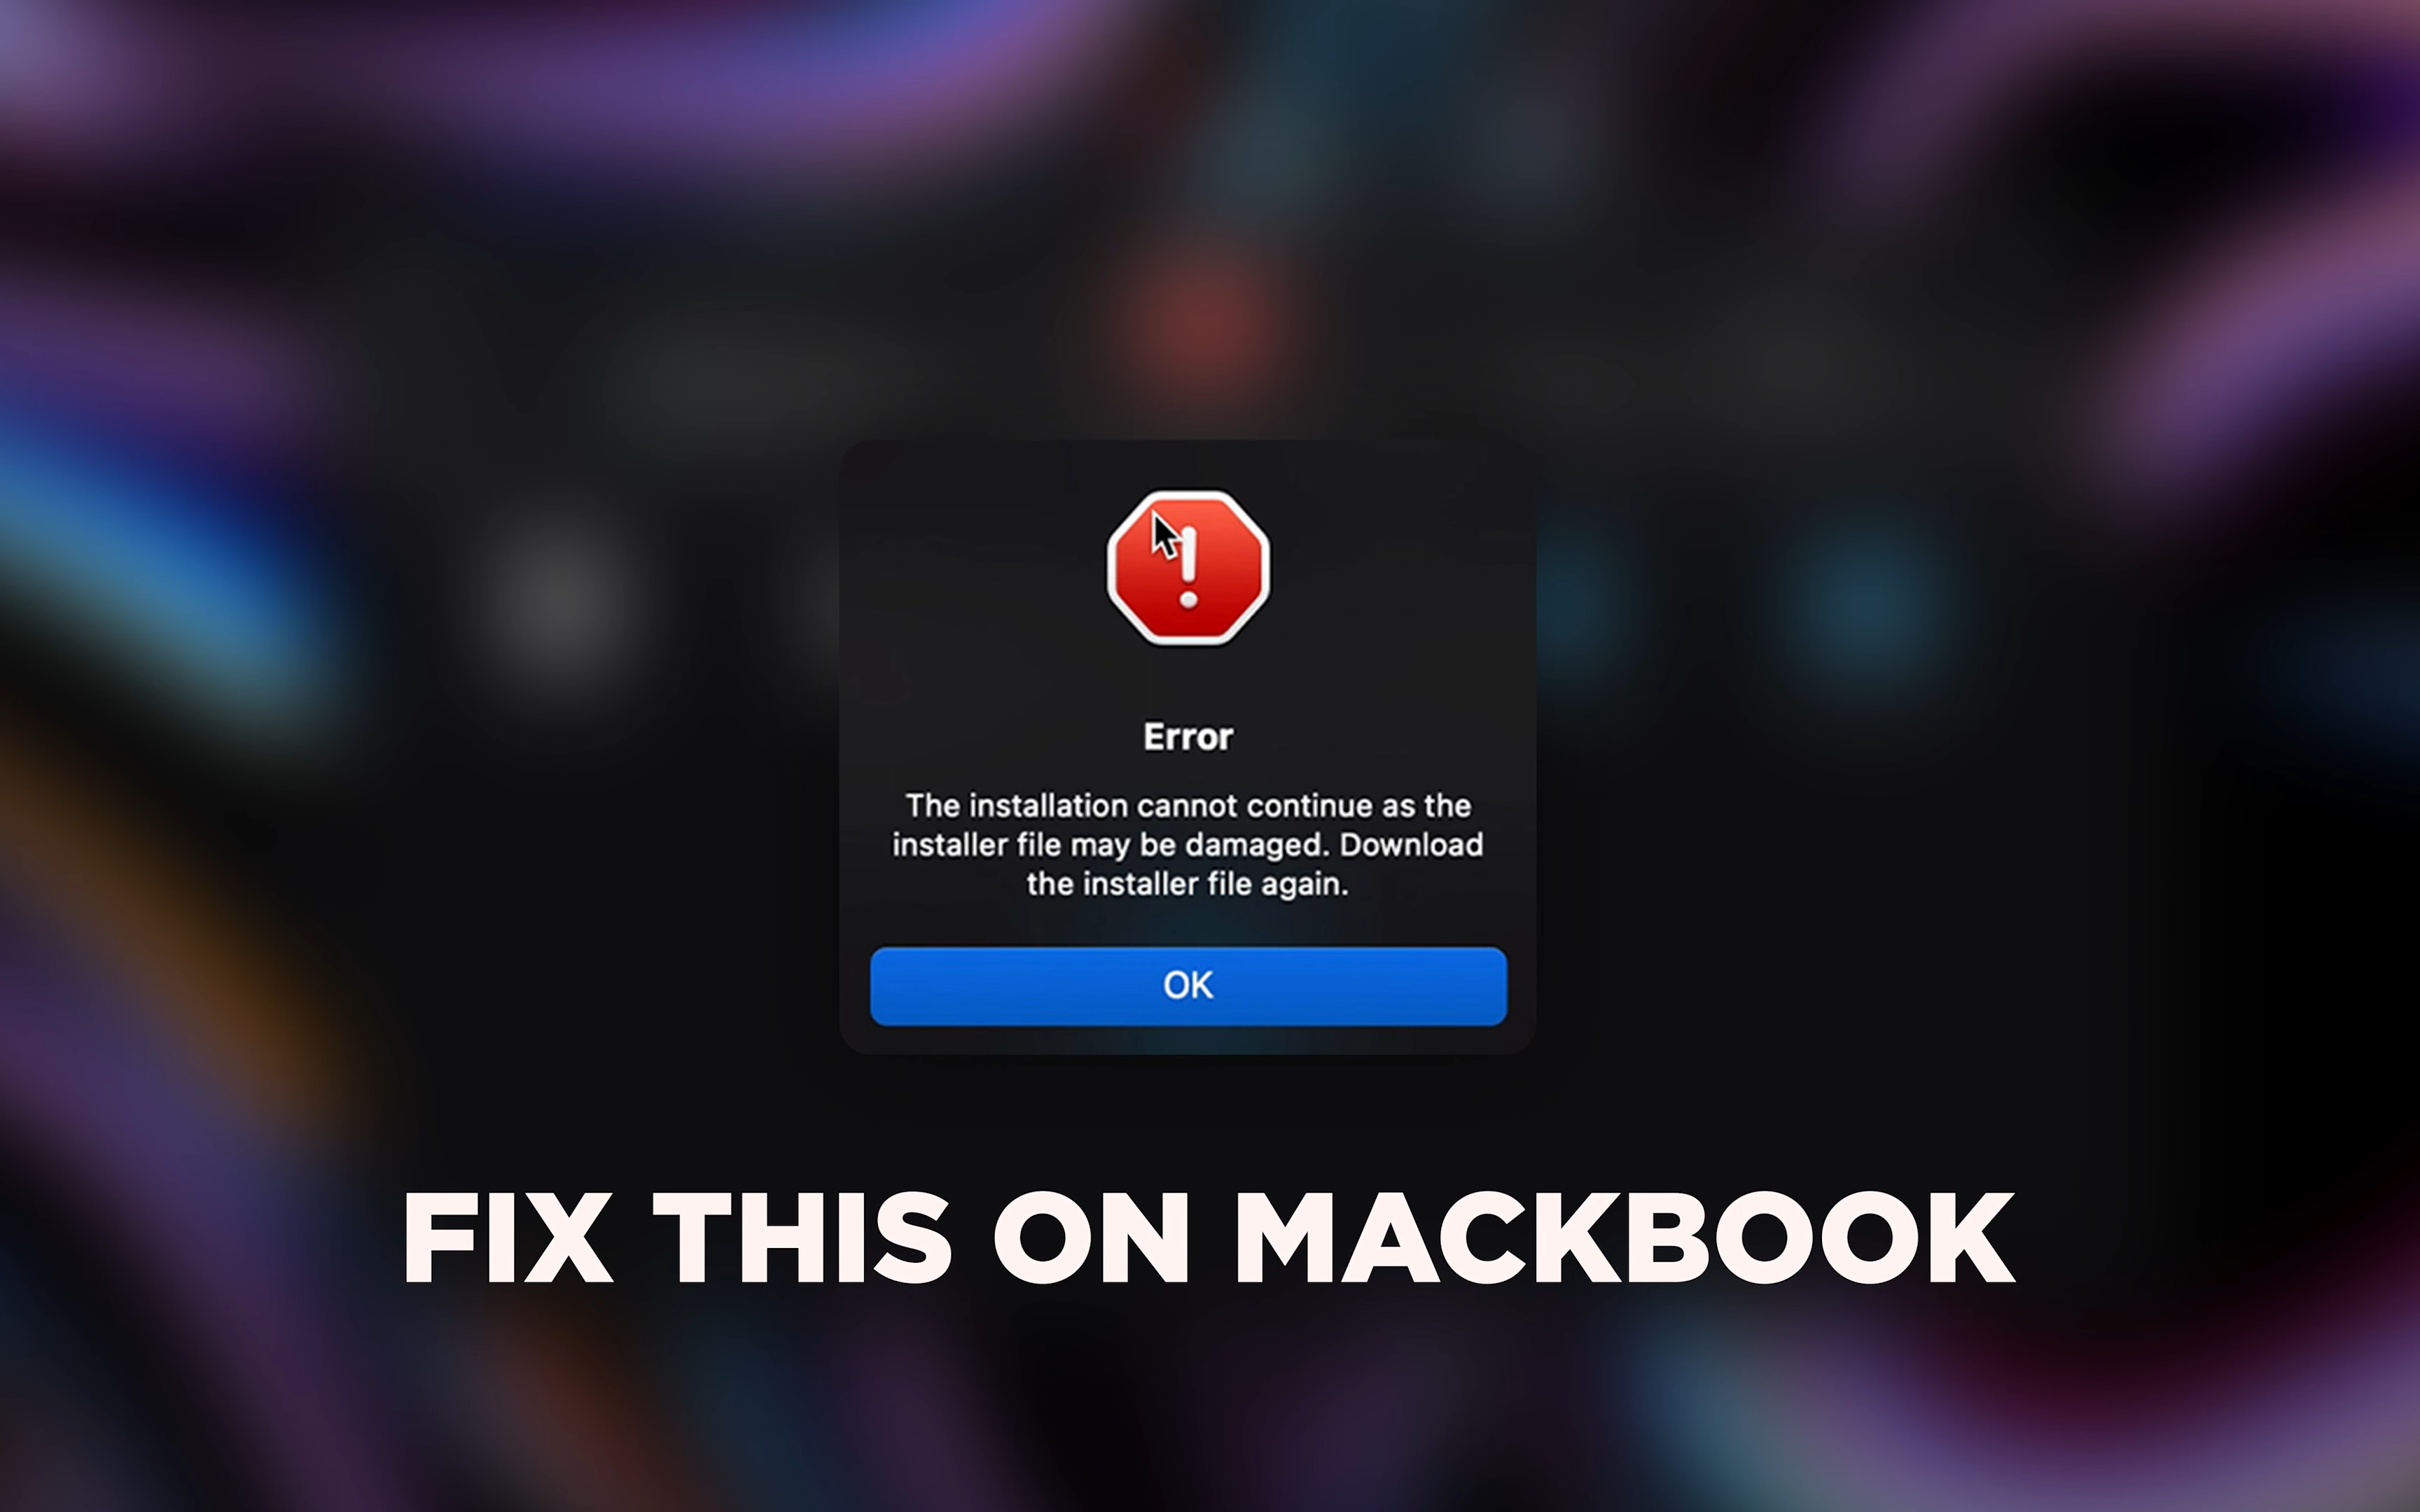 Error
The installation cannot continue as the
installer file may be damaged. Download
the installer file again.
OK
FIX THIS ON MACKBOOK